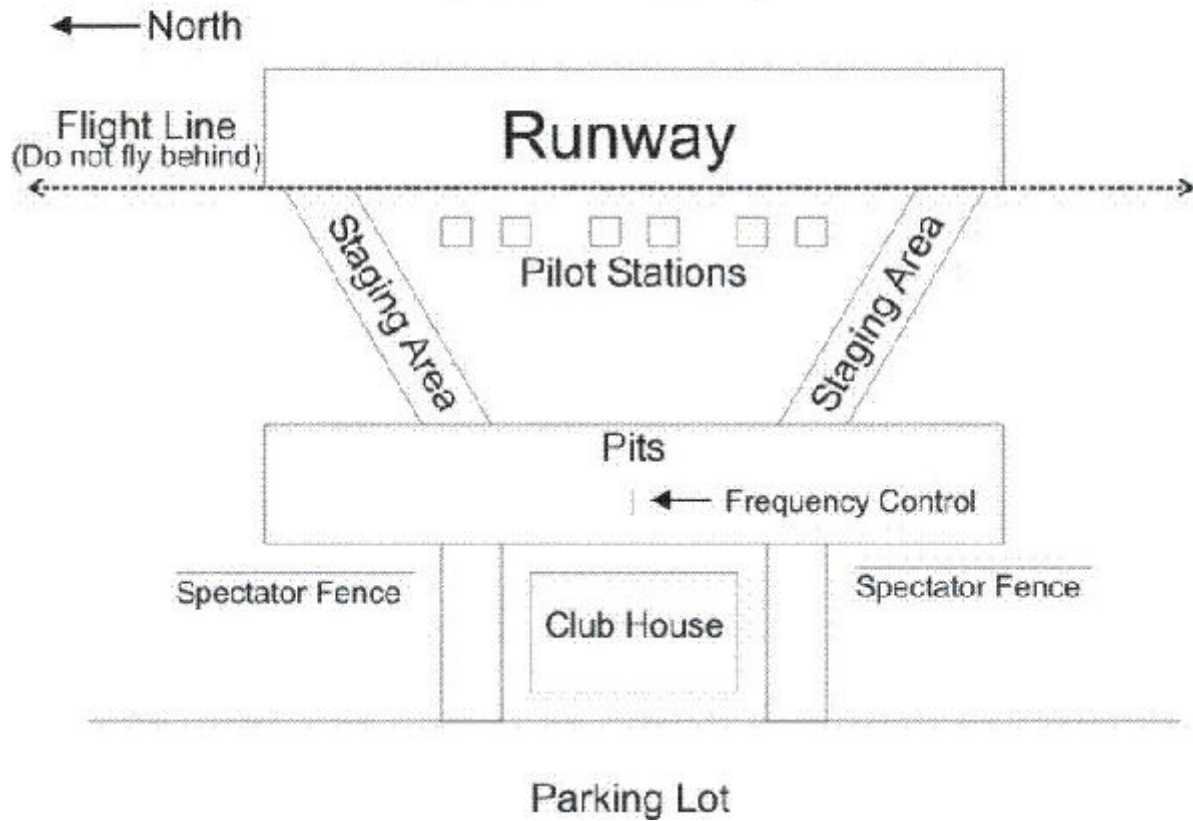 North
Flight Line
(Do not fly behind)
Runway
Staging Area
Pilot Stations
Staging Area
Pits
Frequency Control
Spectator Fence
Club House
Spectator Fence
Parking Lot